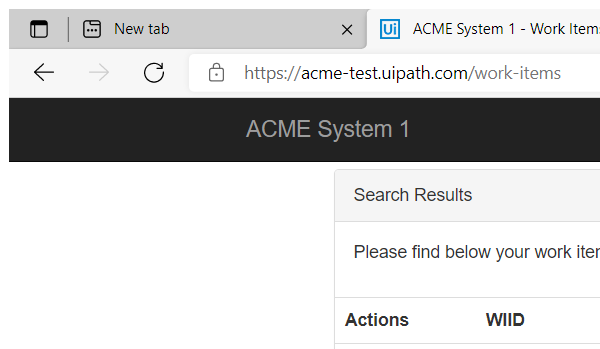 New tab
Ui ACME System 1 - Work Items
https://acme-test.uipath.com/work-items
ACME System 1
Search Results
Please find below your work iter
Actions WIID